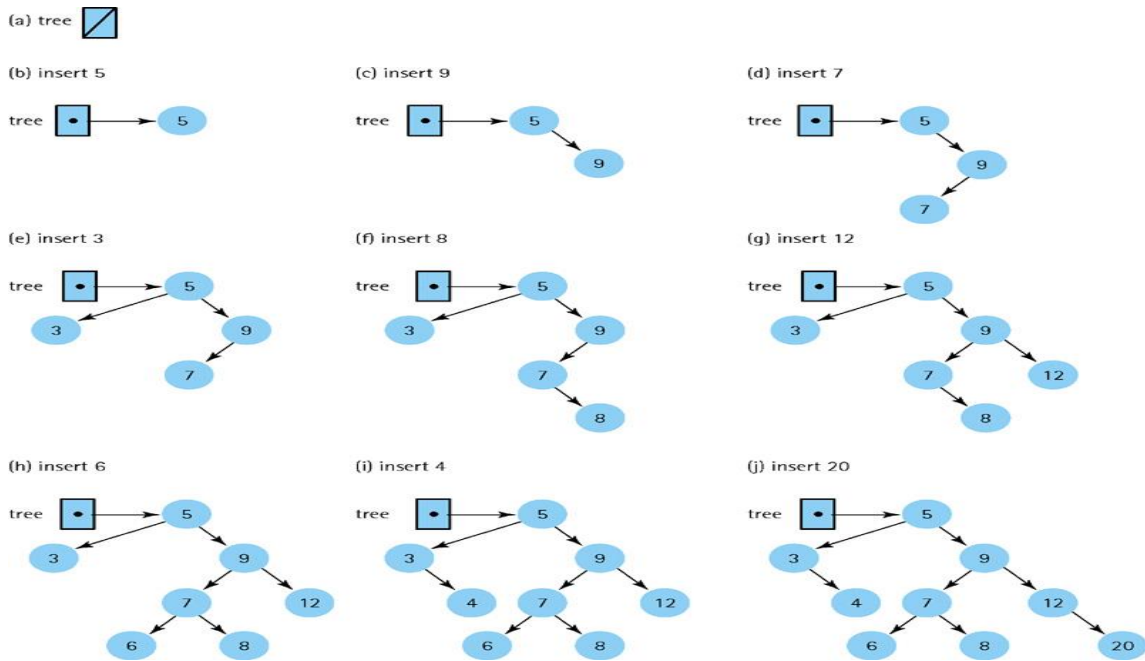 (a) tree
(b) insert 5
tree 5
(c) insert 9
tree 5
9
(d) insert 7
tree 5
9
7
(e) insert 3
tree 5
3 9
7
(f) insert 8
tree 5
3 9
7
8
(g) insert 12
tree 5
3 9
7 12
8
(h) insert 6
tree 5
3 9
7 12
6 8
(i) insert 4
tree 5
3 9
4 7 12
6 8
(j) insert 20
tree 5
3 9
4 7 12
6 8 20